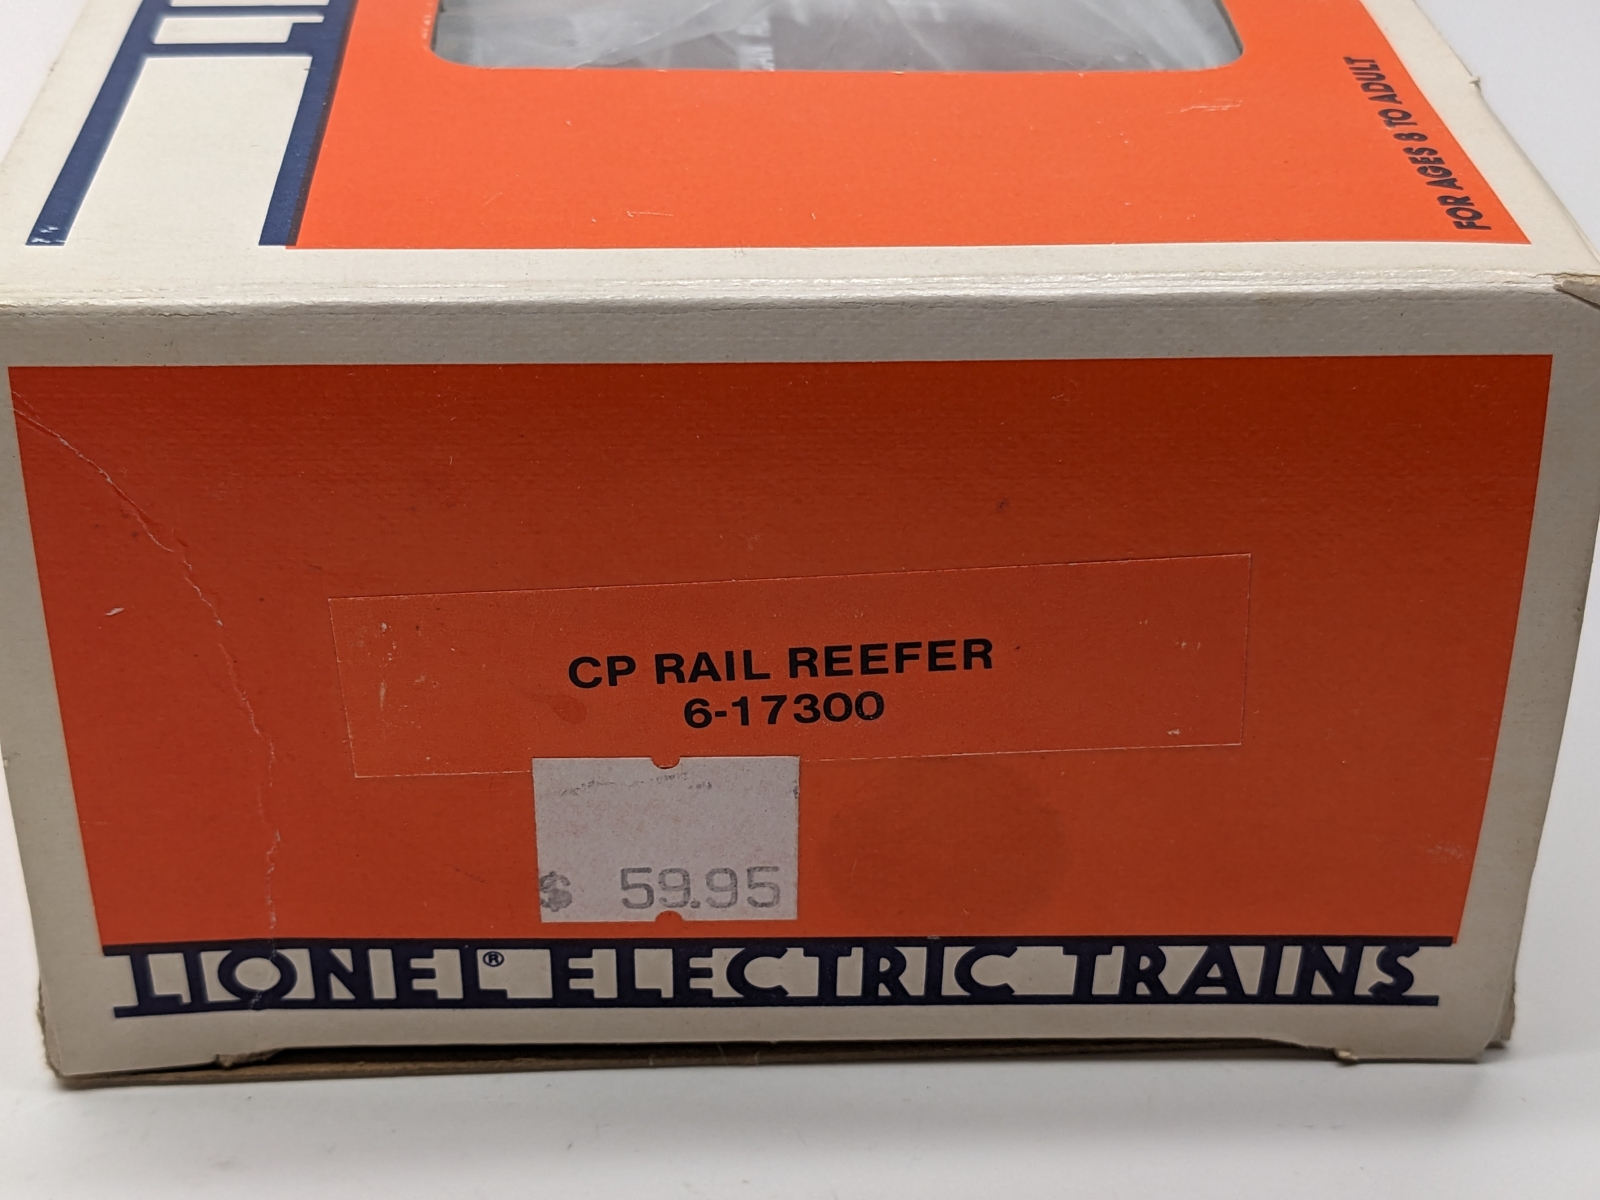 FOR AGES 8 TO ADULT
CP RAIL REEFER
6-17300
$ 59.95
LIONEL® ELECTRIC TRAINS